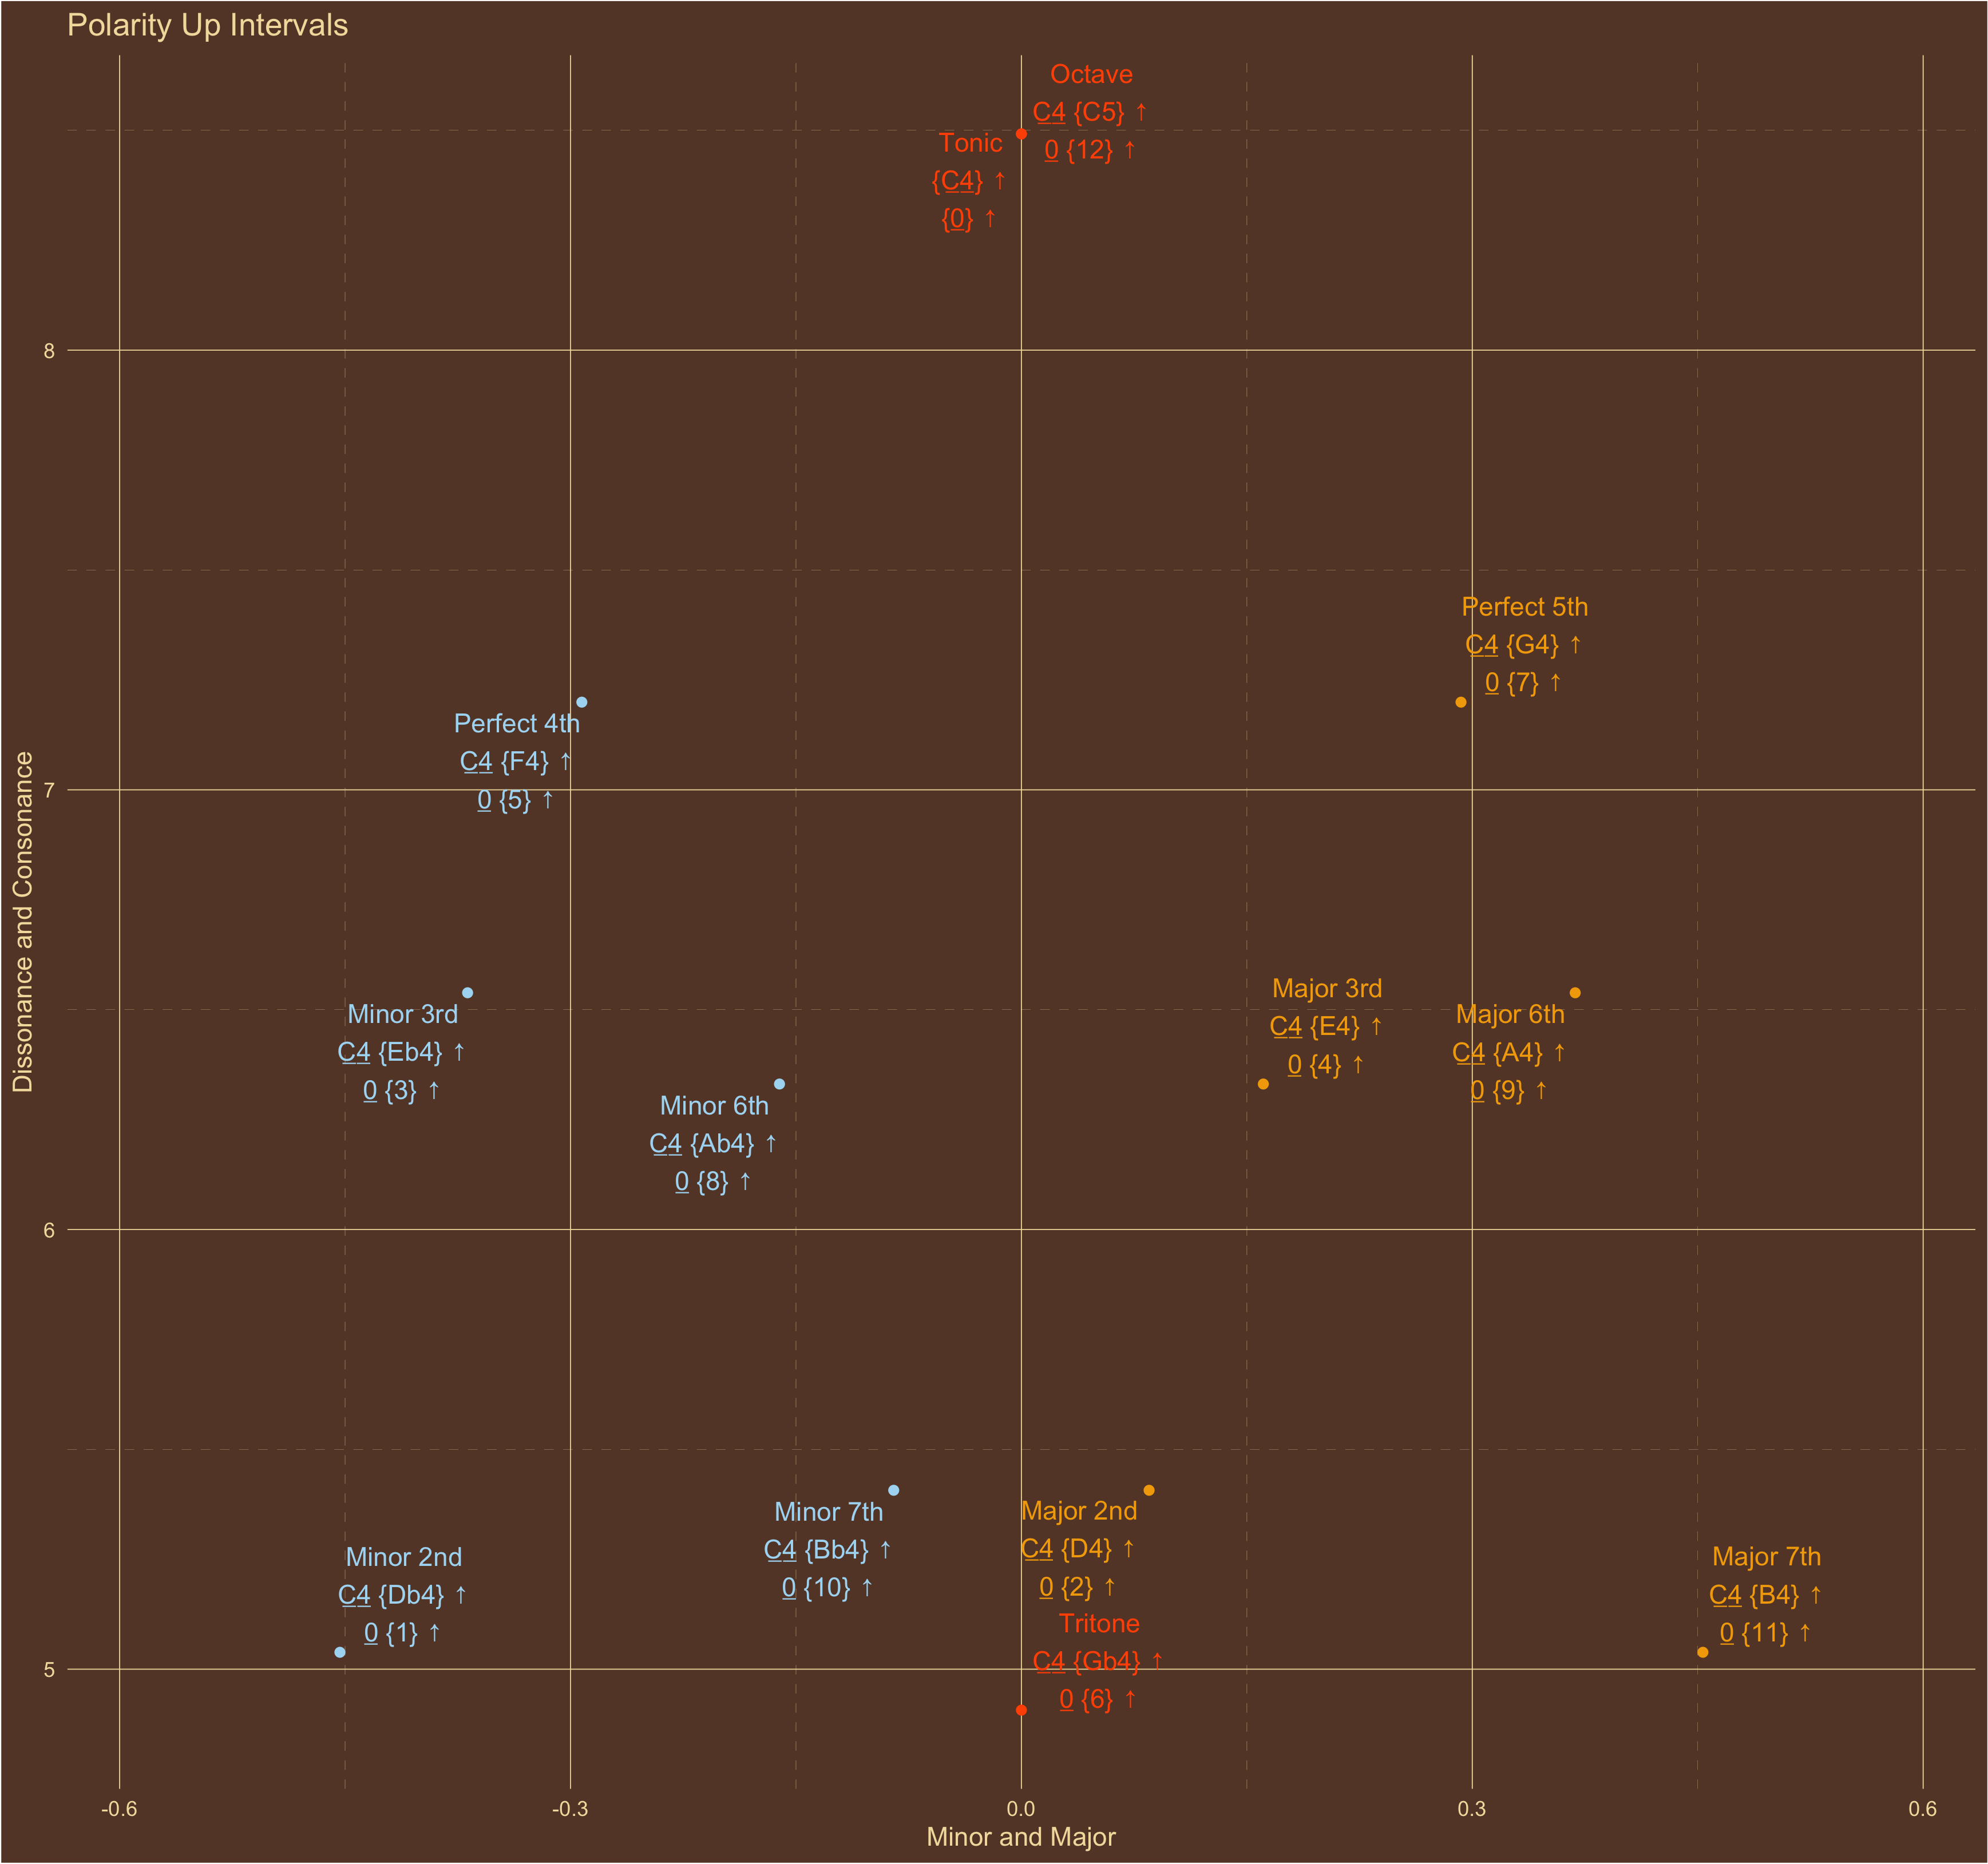 Polarity Up Intervals
Octave
C4 {C5} ↑
0 {12} ↑
Tonic
{C4} ↑
{0} ↑
8
Perfect 5th
C4 {G4} ↑
0 {7} ↑
Perfect 4th
C4 {F4} ↑
0 {5} ↑
7
Dissonance and Consonance
Minor 3rd
C4 {Eb4} ↑
0 {3} ↑
Major 3rd
C4 {E4} ↑
0 {4} ↑
Major 6th
C4 {A4} ↑
0 {9} ↑
Minor 6th
C4 {Ab4} ↑
0 {8} ↑
6
Minor 7th
C4 {Bb4} ↑
0 {10} ↑
Major 2nd
C4 {D4} ↑
0 {2} ↑
Minor 2nd
C4 {Db4} ↑
0 {1} ↑
Major 7th
C4 {B4} ↑
0 {11} ↑
Tritone
C4 {Gb4} ↑
0 {6} ↑
5
-0.6 -0.3 0.0 0.3 0.6
Minor and Major